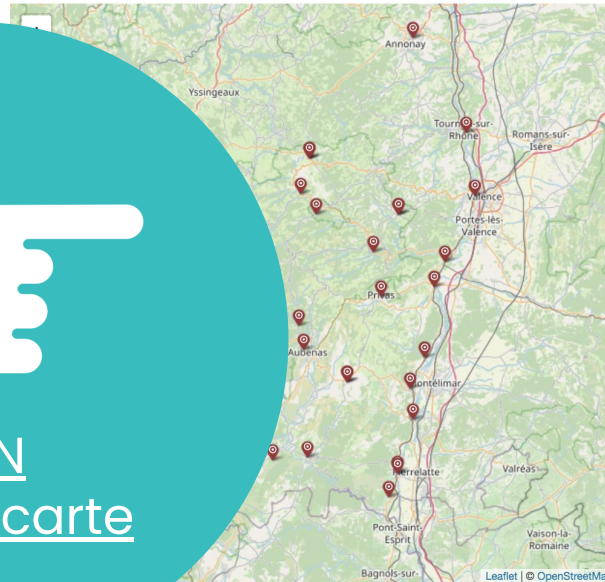 Annonay
Yssingeaux
Tournon-sur-
Rhône
Romans-sur-
Isère
Valence
Portes-lès-
Valence
Privas
Aubenas
Montélimar
N
carte
Pierrelatte
Valréas
Pont-Saint-
Esprit
Vaison-la-
Romaine
Bagnols-sur-
Leaflet | © OpenStreetMa